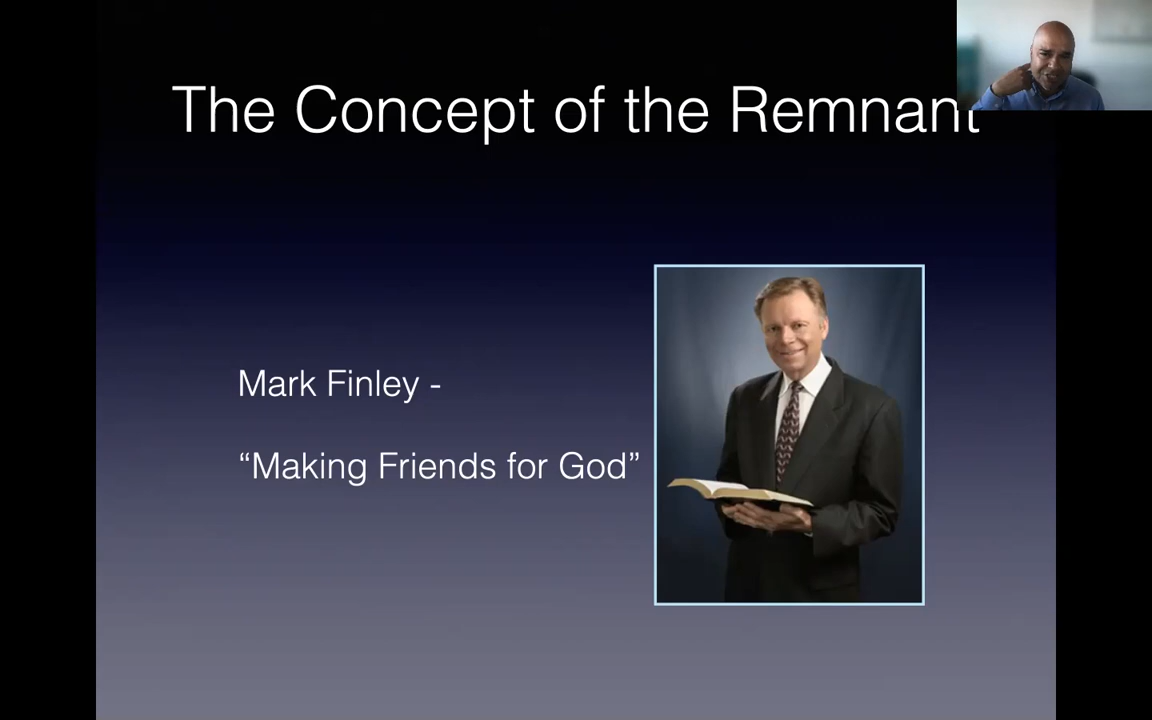 The Concept of the Remnant
Mark Finley -
“Making Friends for God”